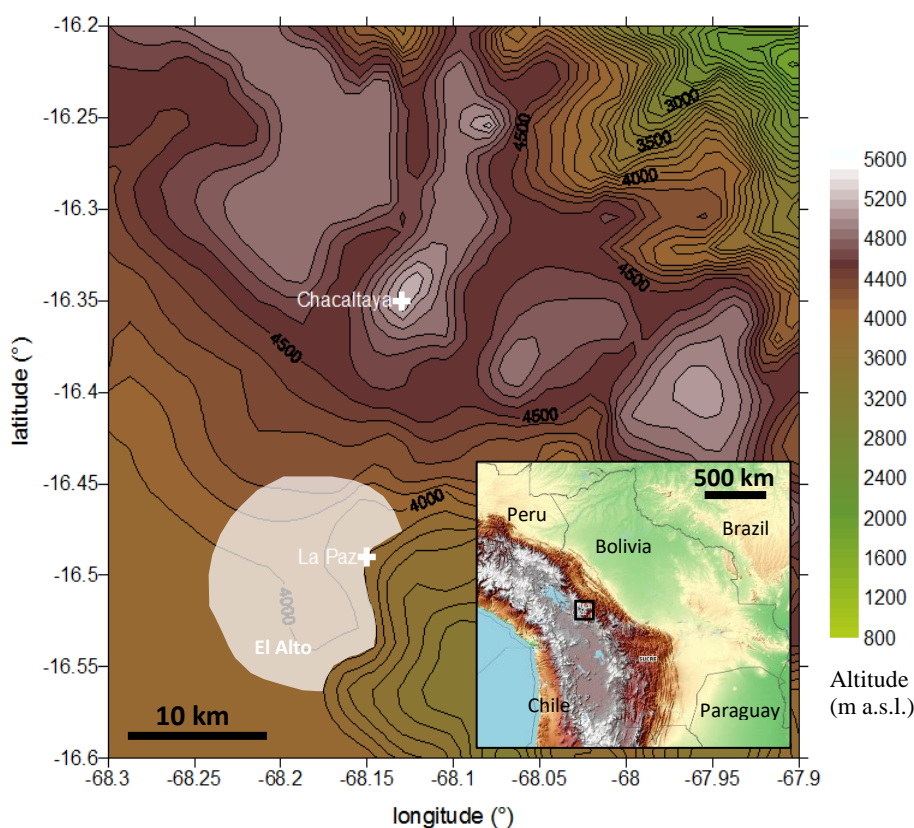 -16.2
-16.25
-16.3
-16.35
-16.4
-16.45
-16.5
-16.55
-16.6
latitude (°)
-68.3
-68.25
-68.2
-68.15
-68.1
-68.05
-68
-67.95
-67.9
longitude (°)
3000
3500
4000
4500
4500
4500
4500
4000
4000
Chacaltaya
La Paz
El Alto
10 km
500 km
Peru
Brazil
Bolivia
SUCRE
Chile
Paraguay
5600
5200
4800
4400
4000
3600
3200
2800
2400
2000
1600
1200
800
Altitude
(m a.s.l.)